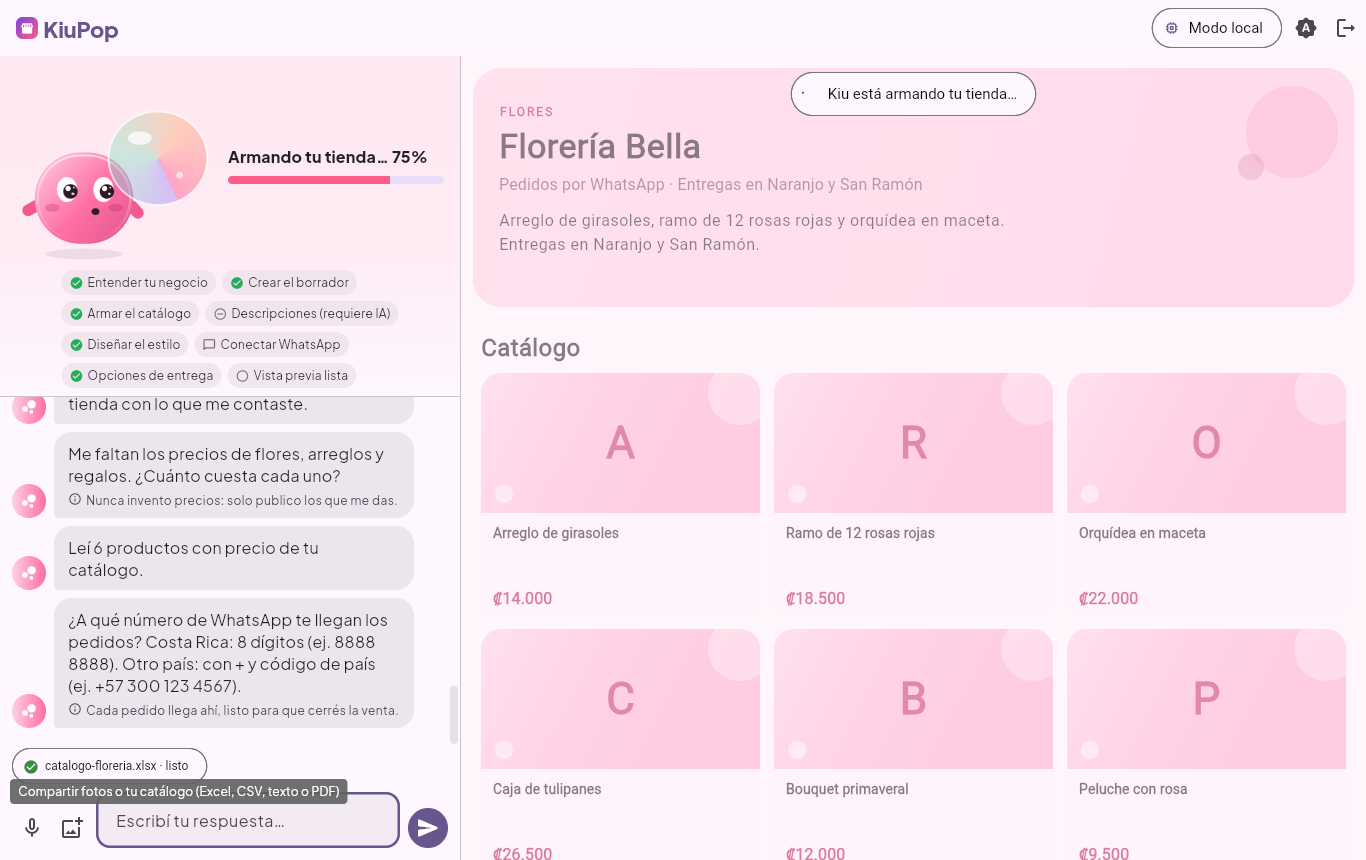 KiuPop
Modo local
A
Armando tu tienda… 75%
Entender tu negocio
Crear el borrador
Armar el catálogo
Descripciones (requiere IA)
Diseñar el estilo
Conectar WhatsApp
Opciones de entrega
Vista previa lista
tienda con lo que me contaste.
Me faltan los precios de flores, arreglos y
regalos. ¿Cuánto cuesta cada uno?
Nunca invento precios: solo publico los que me das.
Leí 6 productos con precio de tu
catálogo.
¿A qué número de WhatsApp te llegan los
pedidos? Costa Rica: 8 dígitos (ej. 8888
8888). Otro país: con + y código de país
(ej. +57 300 123 4567).
Cada pedido llega ahí, listo para que cerrés la venta.
catalogo-floreria.xlsx · listo
Compartir fotos o tu catálogo (Excel, CSV, texto o PDF)
Escribí tu respuesta…
Kiu está armando tu tienda…
FLORES
Florería Bella
Pedidos por WhatsApp · Entregas en Naranjo y San Ramón
Arreglo de girasoles, ramo de 12 rosas rojas y orquídea en maceta.
Entregas en Naranjo y San Ramón.
Catálogo
A
Arreglo de girasoles
₡14.000
R
Ramo de 12 rosas rojas
₡18.500
O
Orquídea en maceta
₡22.000
C
Caja de tulipanes
₡26.500
B
Bouquet primaveral
₡12.000
P
Peluche con rosa
₡9.500